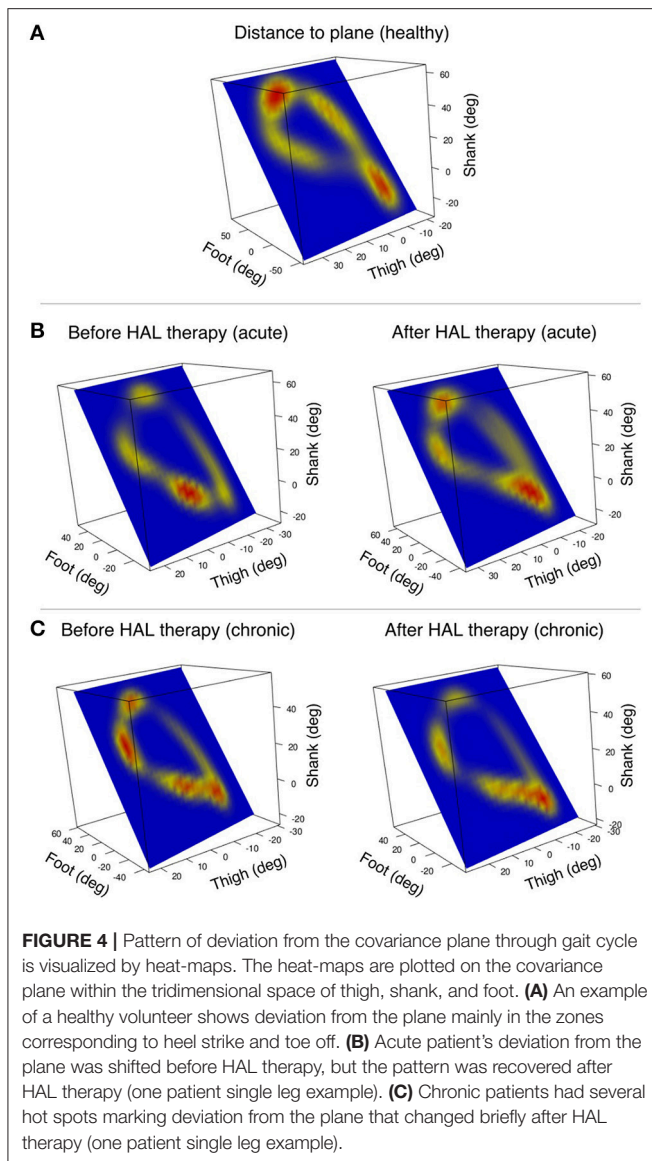 A
Distance to plane (healthy)
60
40
20
0
-20
Shank (deg)
50
0
-50
Foot (deg)
30
20
10
0
-10
-20
Thigh (deg)
B
Before HAL therapy (acute)
After HAL therapy (acute)
60
40
20
0
-20
Shank (deg)
40
20
0
-20
Foot (deg)
20
10
0
-10
-20
-30
Thigh (deg)
60
40
20
0
-20
Shank (deg)
60
40
20
0
-20
-40
Foot (deg)
30
20
10
0
-10
-20
Thigh (deg)
C
Before HAL therapy (chronic)
After HAL therapy (chronic)
40
20
0
-20
Shank (deg)
60
40
20
0
-20
-40
Foot (deg)
20
10
0
-10
-20
-30
Thigh (deg)
60
40
20
0
-20
Shank (deg)
40
20
0
-20
Foot (deg)
20
10
0
-10
-20
-30
Thigh (deg)
FIGURE 4 | Pattern of deviation from the covariance plane through gait cycle
is visualized by heat-maps. The heat-maps are plotted on the covariance
plane within the tridimensional space of thigh, shank, and foot. (A) An example
of a healthy volunteer shows deviation from the plane mainly in the zones
corresponding to heel strike and toe off. (B) Acute patient's deviation from the
plane was shifted before HAL therapy, but the pattern was recovered after
HAL therapy (one patient single leg example). (C) Chronic patients had several
hot spots marking deviation from the plane that changed briefly after HAL
therapy (one patient single leg example).